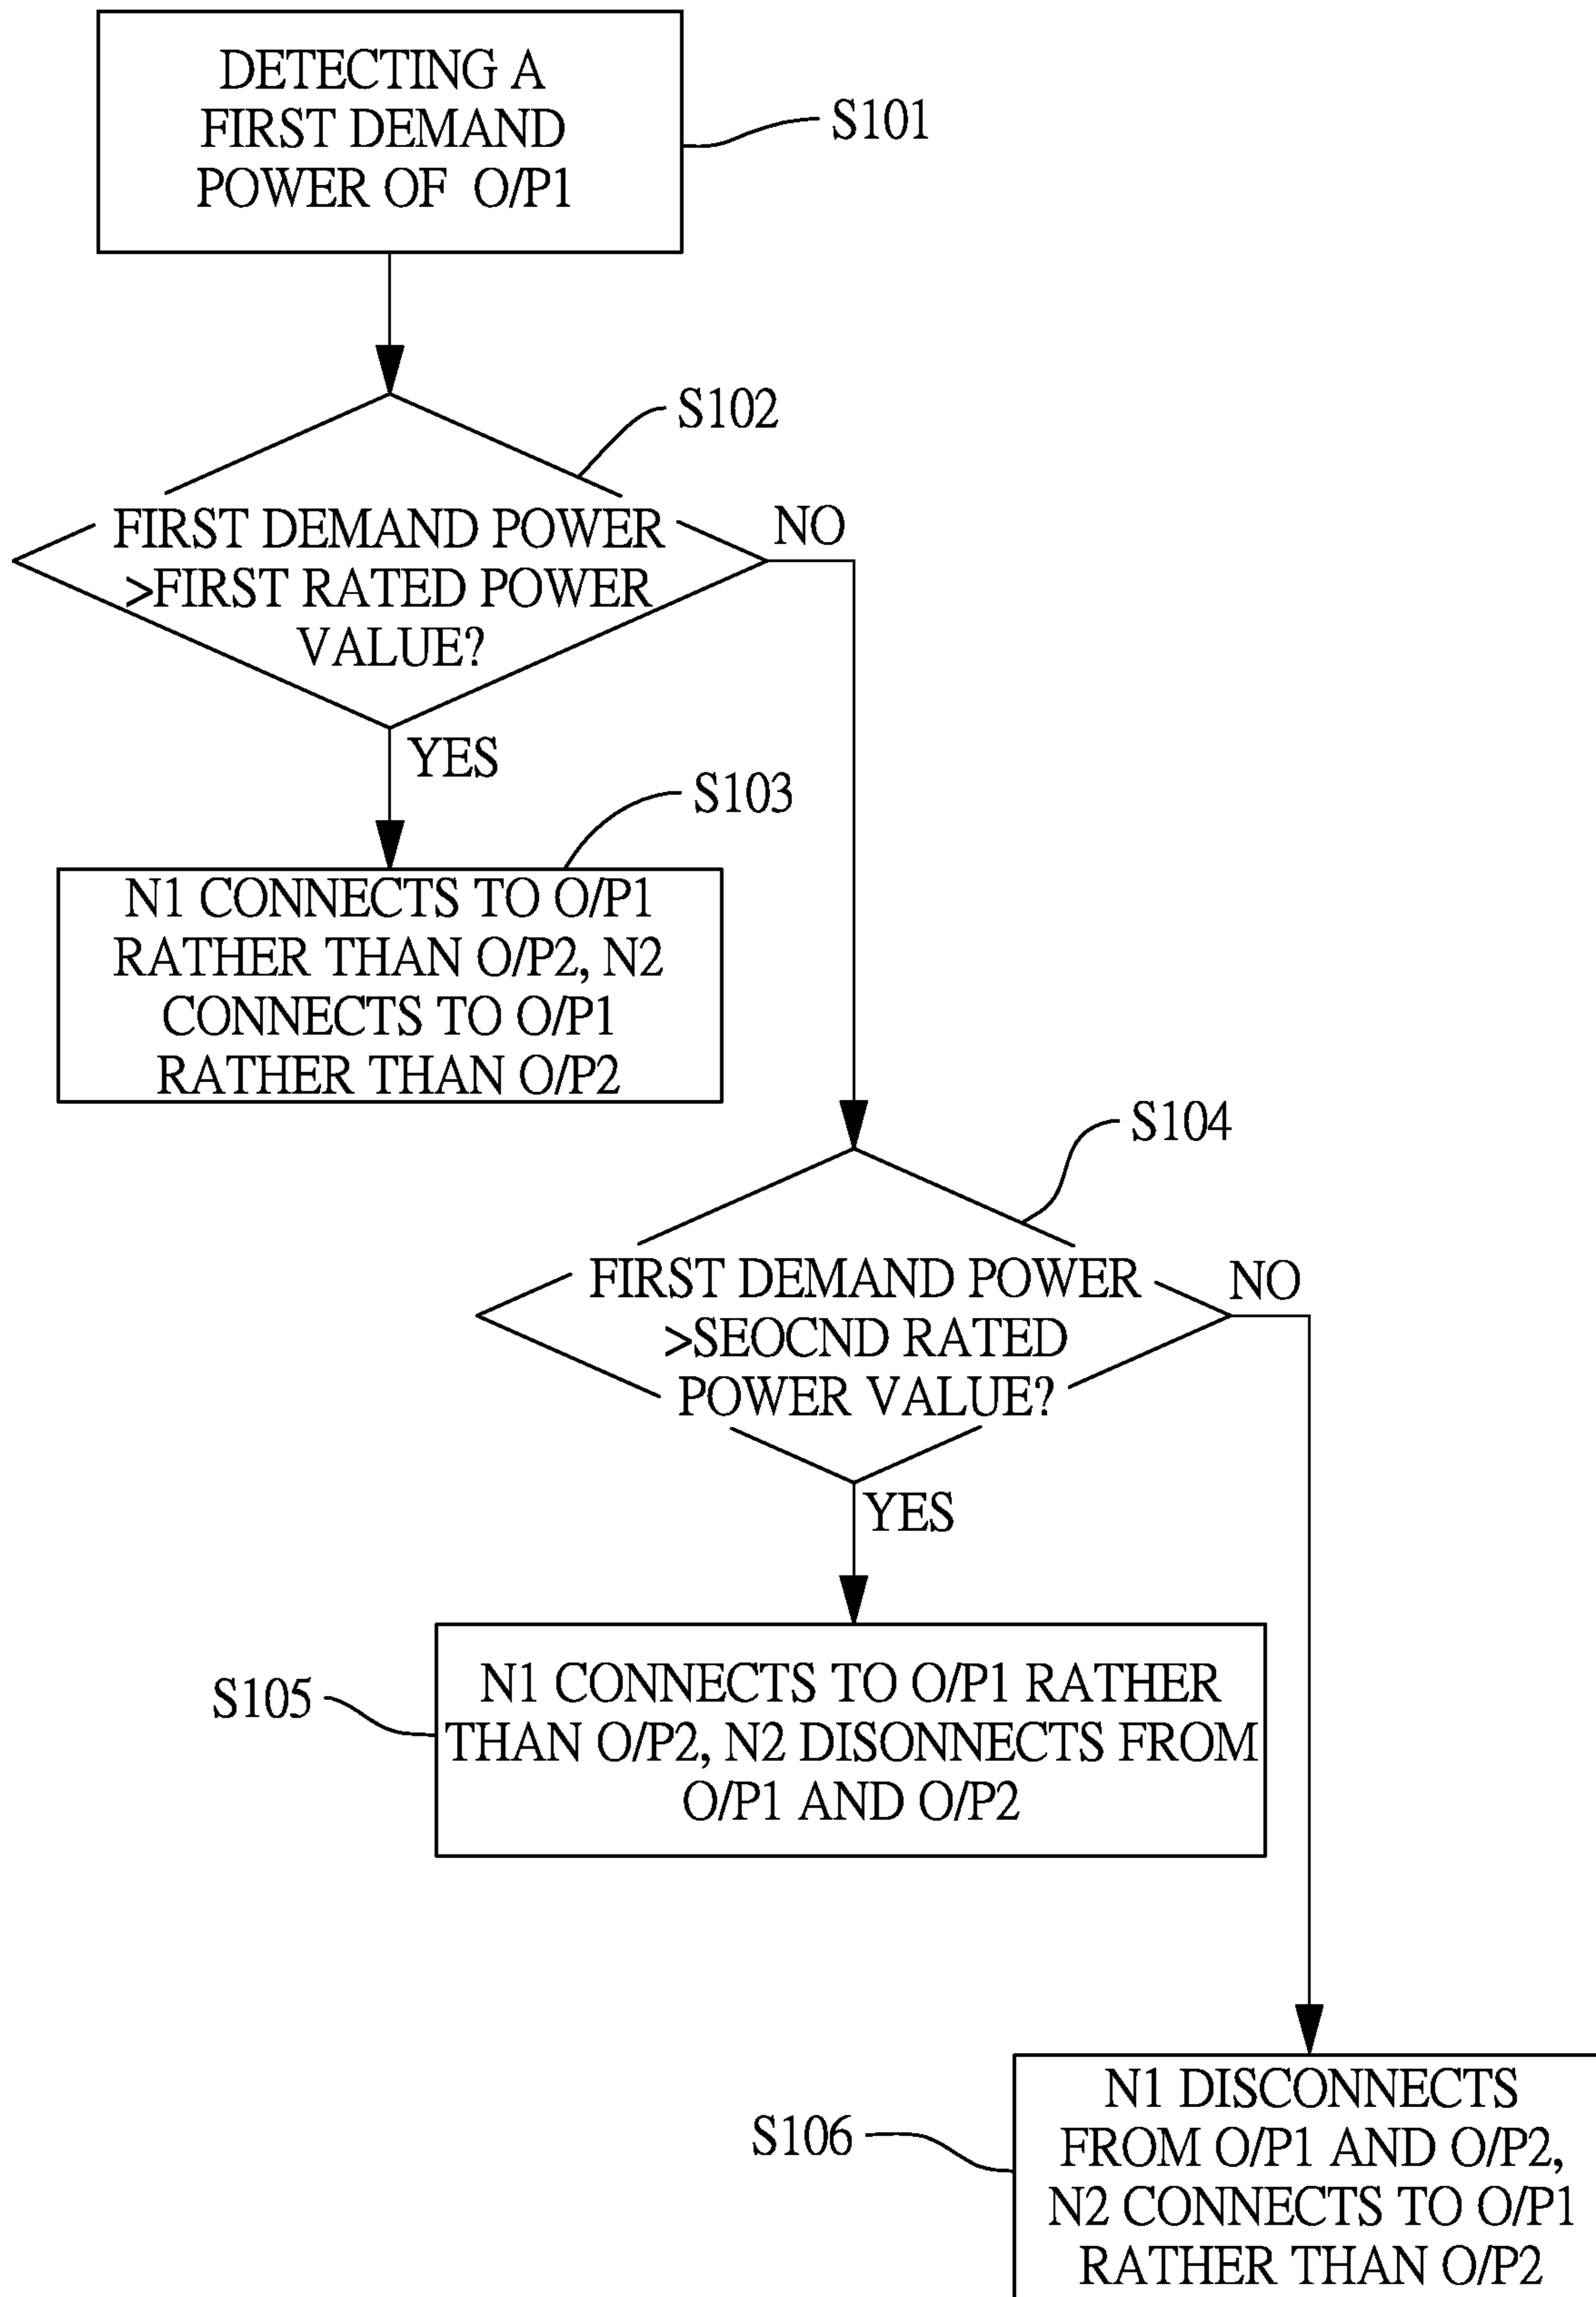 DETECTING A
FIRST DEMAND
POWER OF O/P1
S101
S102
FIRST DEMAND POWER
>FIRST RATED POWER
VALUE?
NO
YES
S103
N1 CONNECTS TO O/P1
RATHER THAN O/P2, N2
CONNECTS TO O/P1
RATHER THAN O/P2
S104
FIRST DEMAND POWER
>SEOCND RATED
POWER VALUE?
NO
YES
S105
N1 CONNECTS TO O/P1 RATHER
THAN O/P2, N2 DISONNECTS FROM
O/P1 AND O/P2
S106
N1 DISCONNECTS
FROM O/P1 AND O/P2,
N2 CONNECTS TO O/P1
RATHER THAN O/P2